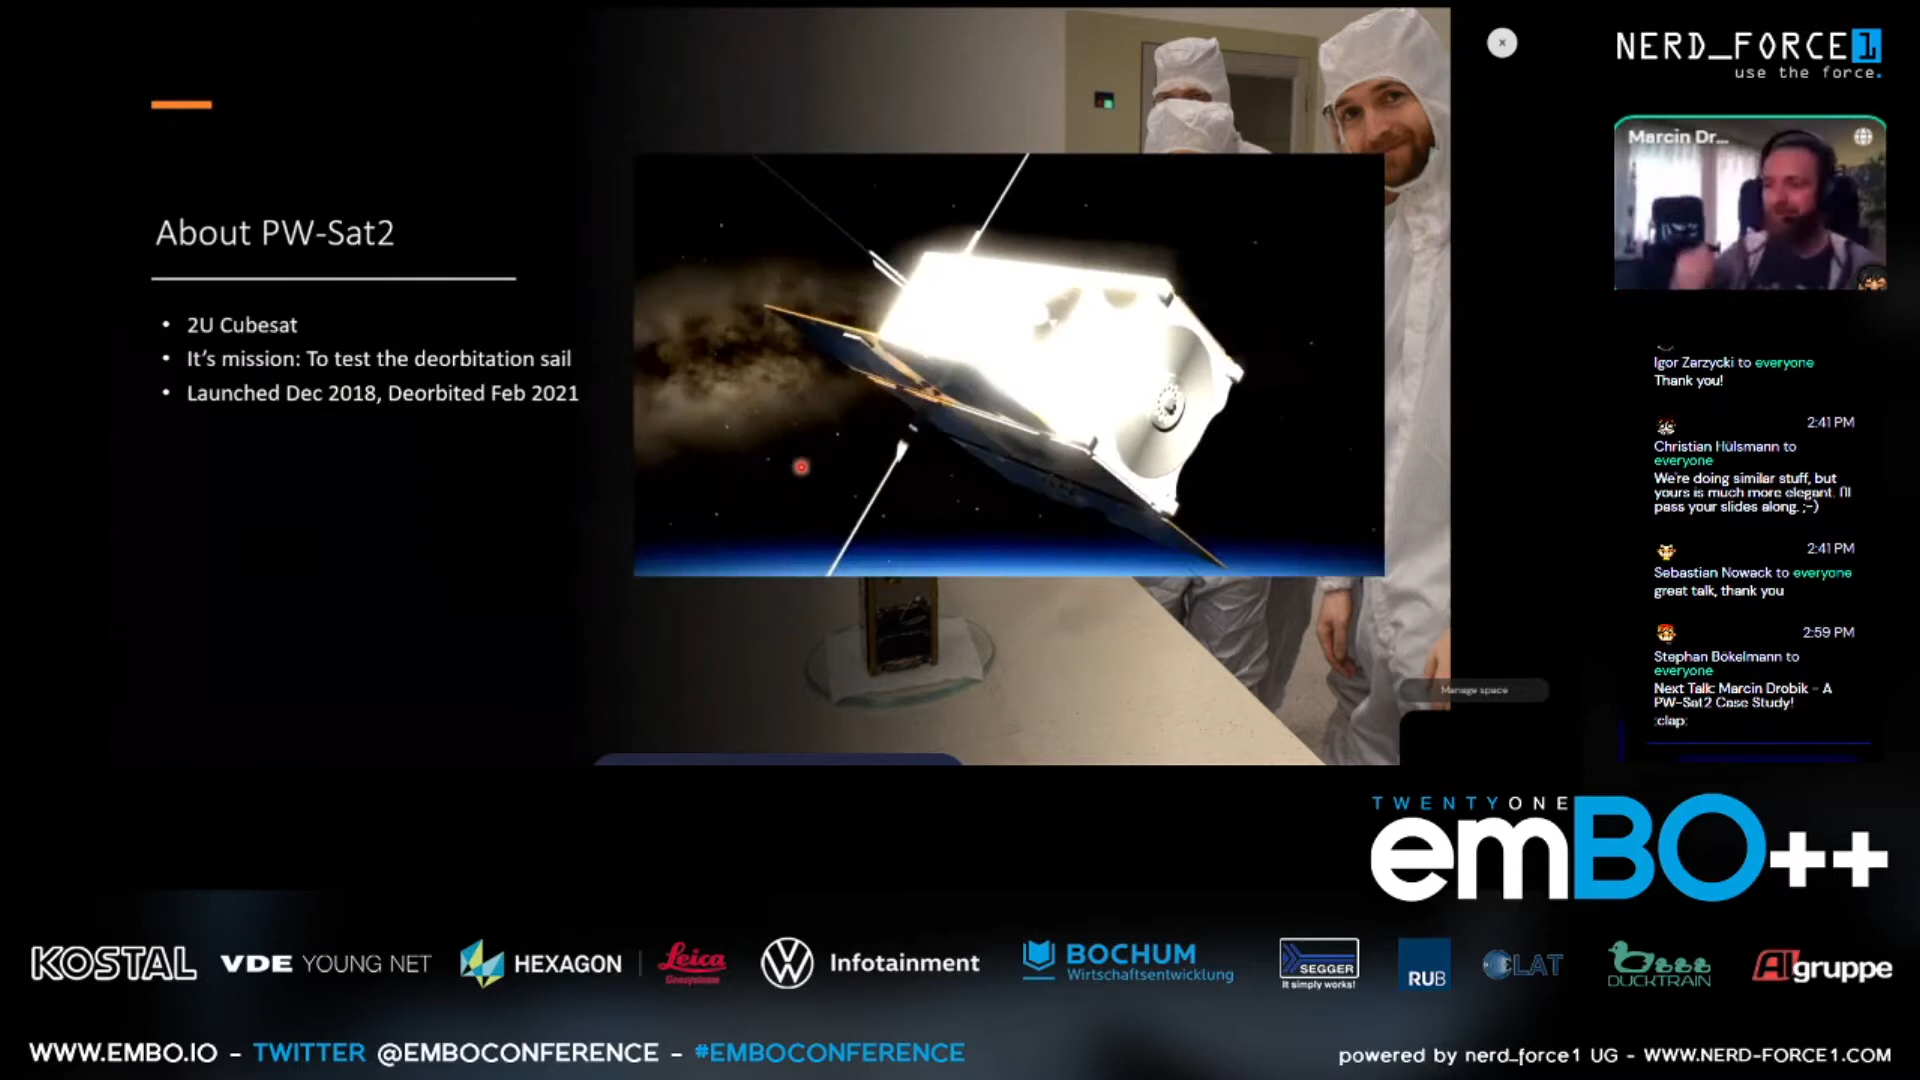 About PW-Sat2
• 2U Cubesat
• It's mission: To test the deorbitation sail
• Launched Dec 2018, Deorbited Feb 2021
×
Manage space
NERD_FORCE1
use the force.
Marcin Dr...
Igor Zarzycki to everyone
Thank you!
2:41 PM
Christian Hülsmann to
everyone
We're doing similar stuff, but
yours is much more elegant. I'll
pass your slides along. ;-)
2:41 PM
Sebastian Nowack to everyone
great talk, thank you
2:59 PM
Stephan Bökelmann to
everyone
Next Talk: Marcin Drobik - A
PW-Sat2 Case Study!
:clap:
TWENTYONE
emBO++
KOSTAL
VDE YOUNG NET
HEXAGON
Leica
Geosystems
Infotainment
BOCHUM
Wirtschaftsentwicklung
SEGGER
It simply works!
RUB
LAT
DUCKTRAIN
AIgruppe
WWW.EMBO.IO - TWITTER @EMBOCONFERENCE - #EMBOCONFERENCE
powered by nerd_force1 UG - WWW.NERD-FORCE1.COM